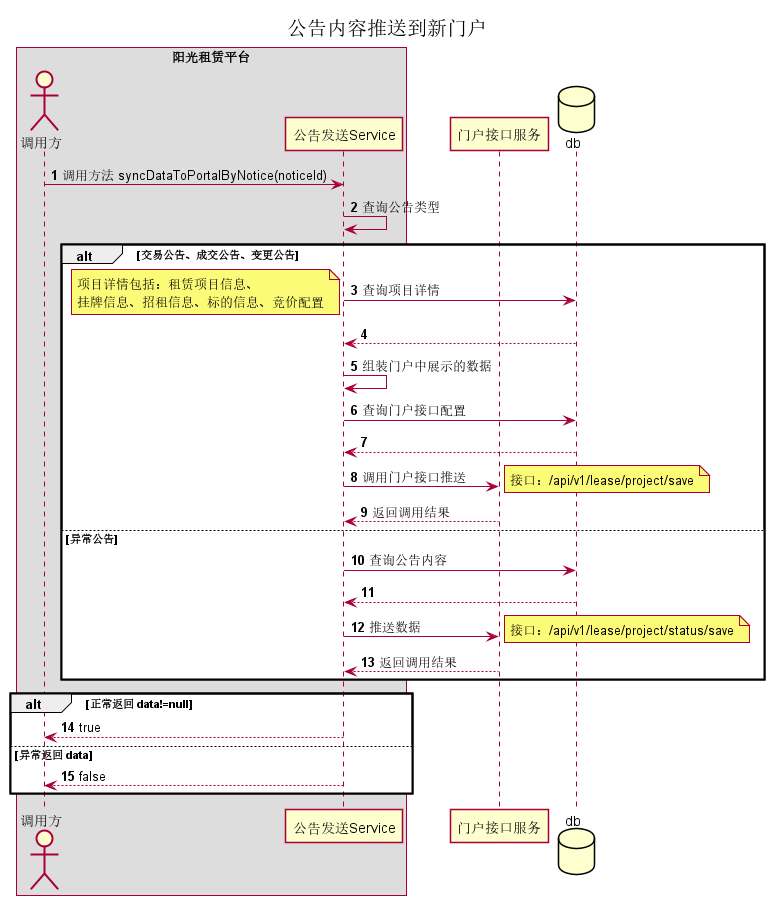 公告内容推送到新门户
阳光租赁平台
调用方
公告发送Service
门户接口服务
db
1 调用方法 syncDataToPortalByNotice(noticeId)
2 查询公告类型
alt [交易公告、成交公告、变更公告]
项目详情包括：租赁项目信息、
挂牌信息、招租信息、标的信息、竞价配置
3 查询项目详情
4
5 组装门户中展示的数据
6 查询门户接口配置
7
8 调用门户接口推送
接口：/api/v1/lease/project/save
9 返回调用结果
[异常公告]
10 查询公告内容
11
12 推送数据
接口：/api/v1/lease/project/status/save
13 返回调用结果
alt [正常返回 data!=null]
14 true
[异常返回 data]
15 false
调用方
公告发送Service
门户接口服务
db